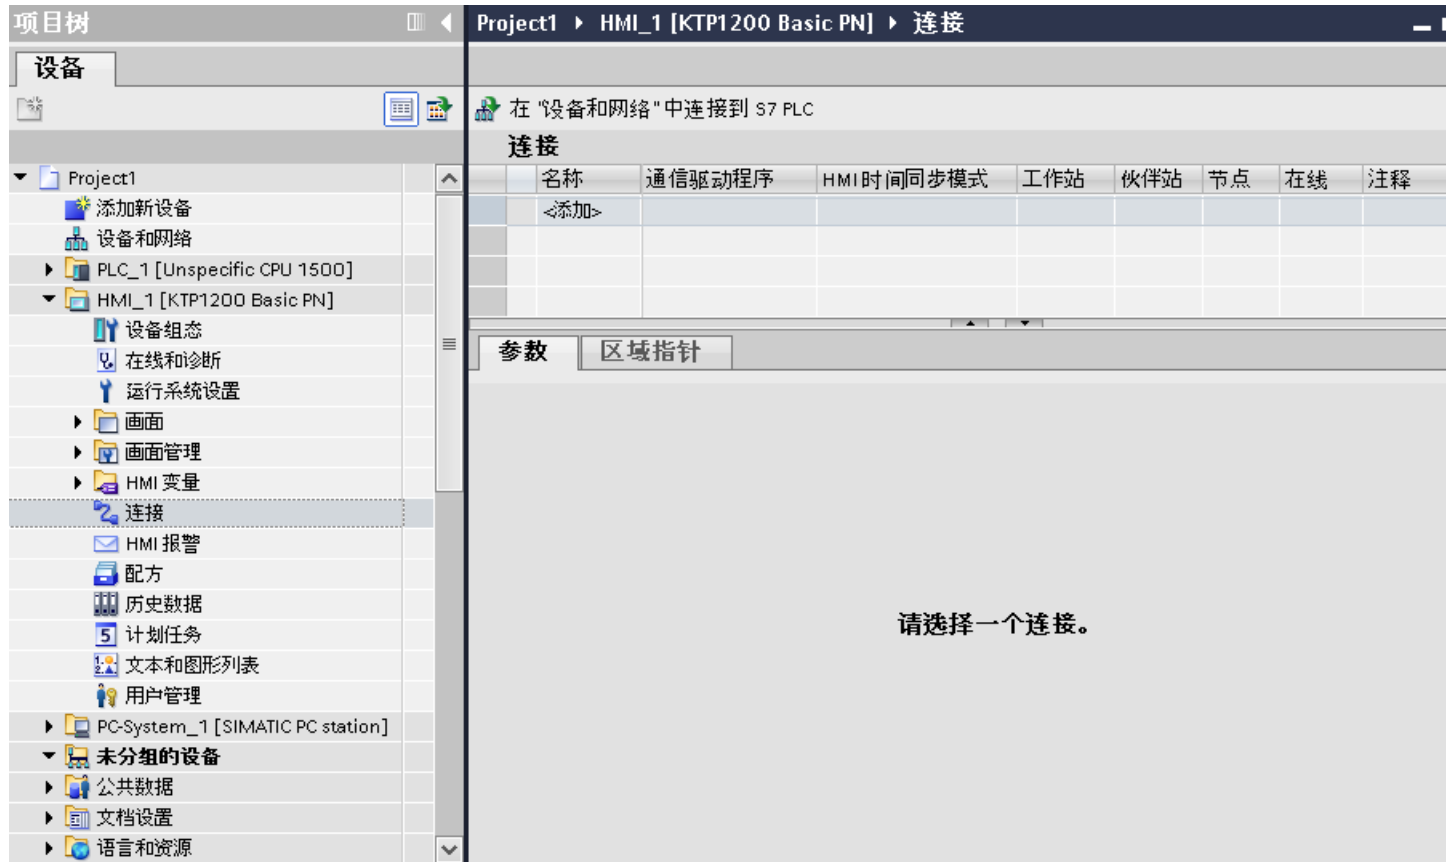 项目树
Project1 ▸ HMI_1 [KTP1200 Basic PN] ▸ 连接
设备
在 "设备和网络" 中连接到 S7 PLC
连接
名称 通信驱动程序 HMI时间同步模式 工作站 伙伴站 节点 在线 注释
<添加>
参数 区域指针
请选择一个连接。
Project1
添加新设备
设备和网络
PLC_1 [Unspecific CPU 1500]
HMI_1 [KTP1200 Basic PN]
设备组态
在线和诊断
运行系统设置
画面
画面管理
HMI 变量
连接
HMI 报警
配方
历史数据
计划任务
文本和图形列表
用户管理
PC-System_1 [SIMATIC PC station]
未分组的设备
公共数据
文档设置
语言和资源